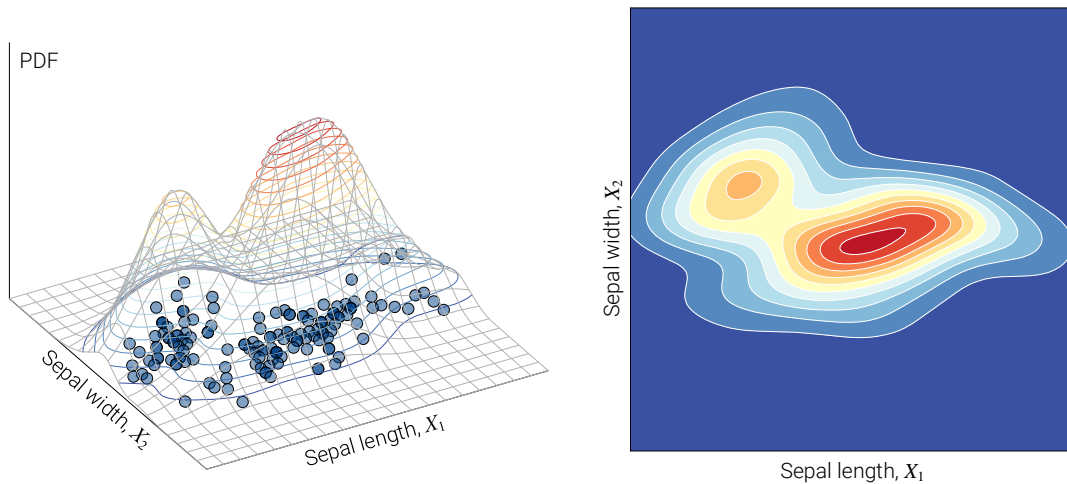 PDF
Sepal width, X₂
Sepal length, X₁
Sepal width, X₂
Sepal length, X₁